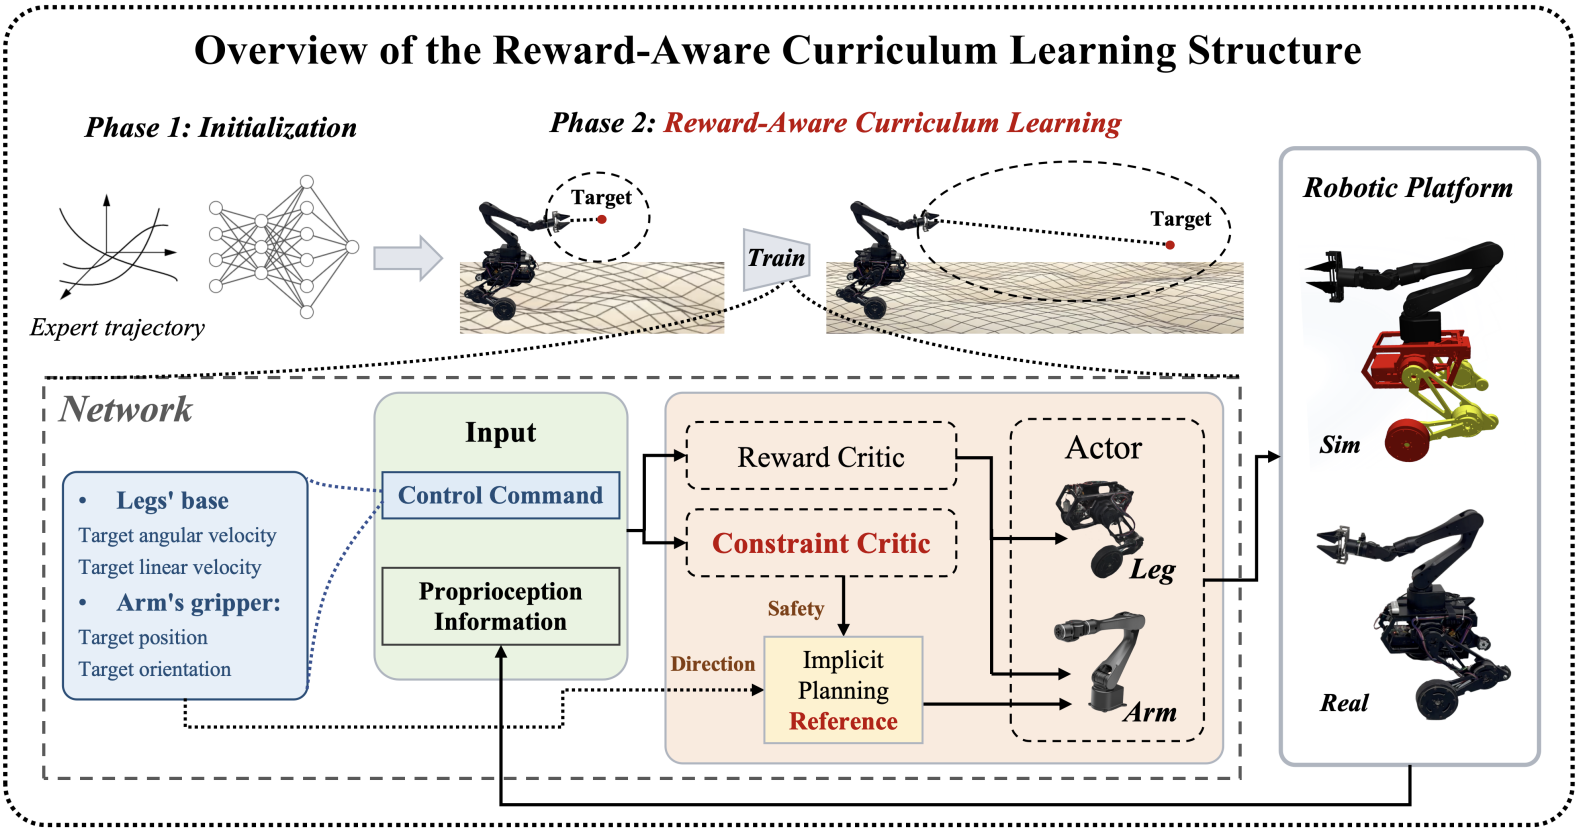 Overview of the Reward-Aware Curriculum Learning Structure
Phase 1: Initialization
Phase 2: Reward-Aware Curriculum Learning
Expert trajectory
Target
Train
Target
Robotic Platform
Sim
Real
Network
• Legs' base
Target angular velocity
Target linear velocity
• Arm's gripper:
Target position
Target orientation
Input
Control Command
Proprioception
Information
Reward Critic
Constraint Critic
Safety
Direction
Implicit
Planning
Reference
Actor
Leg
Arm